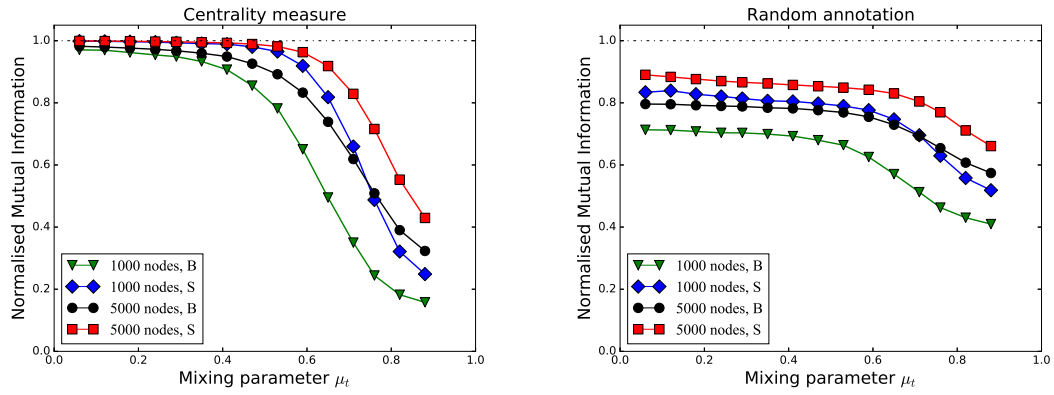 Centrality measure
1.0
0.8
0.6
0.4
0.2
0.0
Normalised Mutual Information
1000 nodes, B
1000 nodes, S
5000 nodes, B
5000 nodes, S
0.0 0.2 0.4 0.6 0.8 1.0
Mixing parameter μt
Random annotation
1.0
0.8
0.6
0.4
0.2
0.0
Normalised Mutual Information
1000 nodes, B
1000 nodes, S
5000 nodes, B
5000 nodes, S
0.0 0.2 0.4 0.6 0.8 1.0
Mixing parameter μt